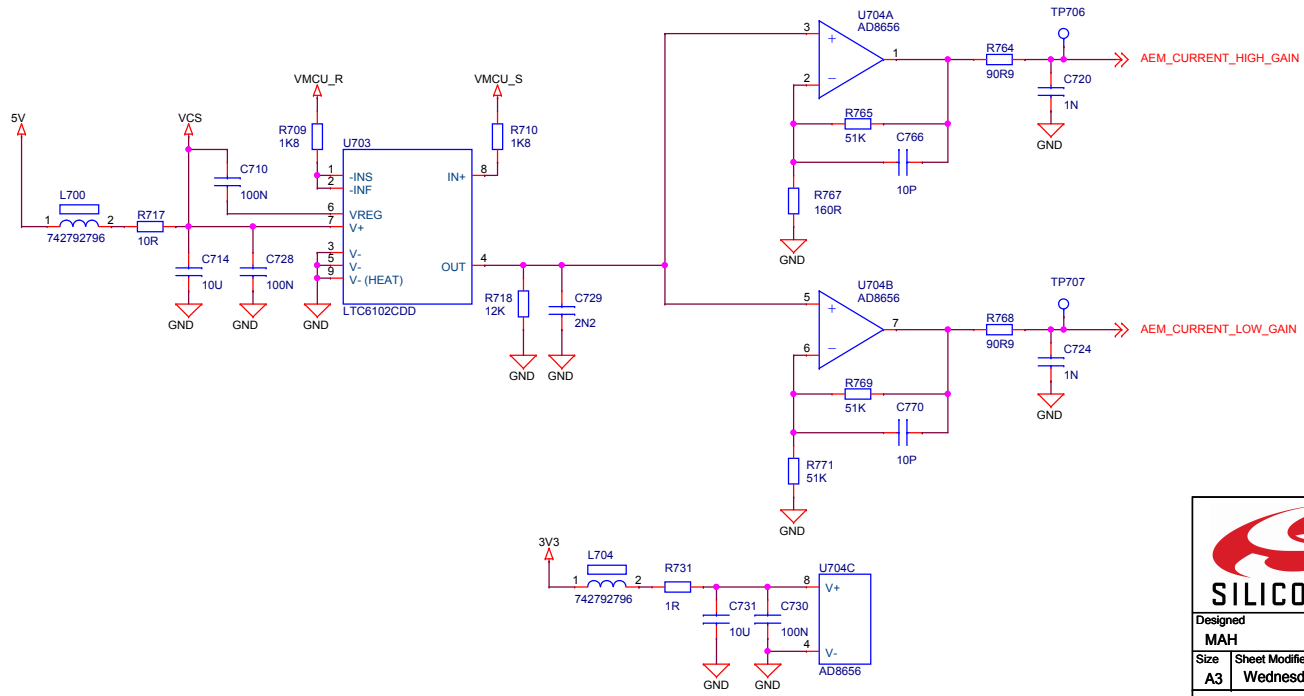 U704A
AD8656
TP706
3
+
1
R764
90R9
AEM_CURRENT_HIGH_GAIN
C720
1N
GND
2
−
R765
51K
C766
10P
R767
160R
GND
5V
VCS
VMCU_R
VMCU_S
R709
1K8
R710
1K8
U703
C710
100N
1
-INS
2
-INF
IN+
8
6
VREG
7
V+
L700
1
2
742792796
R717
10R
C714
10U
C728
100N
3
V-
5
V-
9
V- (HEAT)
OUT
4
LTC6102CDD
GND
GND
GND
R718
12K
C729
2N2
GND
GND
U704B
AD8656
TP707
5
+
7
R768
90R9
AEM_CURRENT_LOW_GAIN
C724
1N
GND
6
−
R769
51K
C770
10P
R771
51K
GND
3V3
L704
1
2
742792796
R731
1R
C731
10U
C730
100N
U704C
8
V+
4
V-
AD8656
GND
GND
SILICO
Designed
MAH
Size
Sheet Modifie
A3
Wednesd